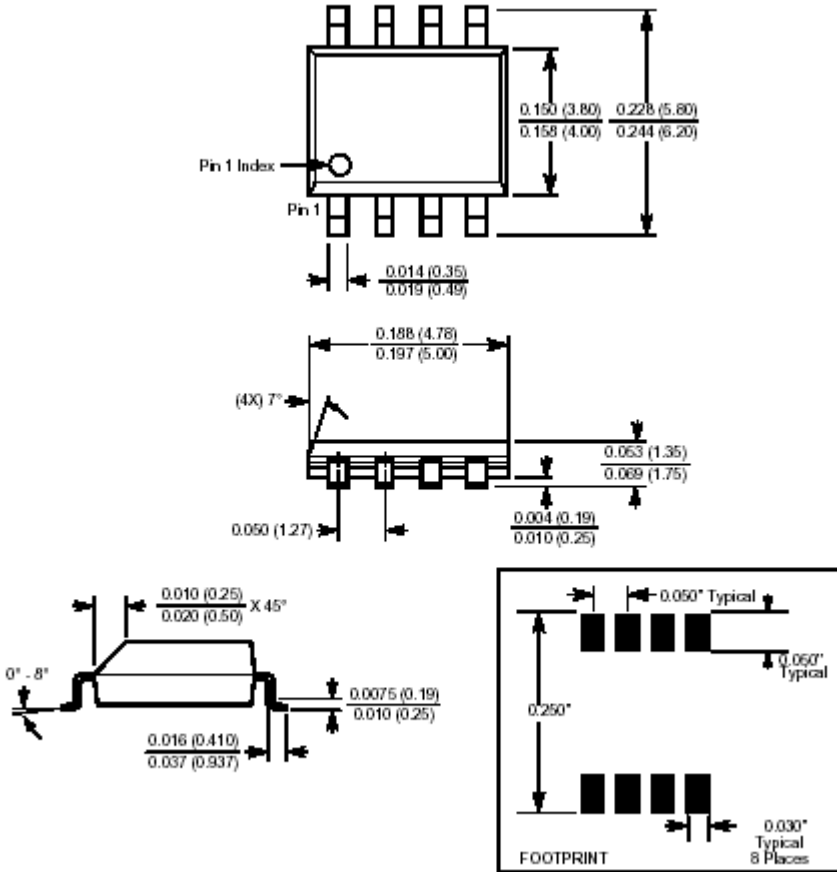 0.150 (3.80)
0.158 (4.00)
0.228 (5.80)
0.244 (6.20)
Pin 1 Index
Pin 1
0.014 (0.35)
0.019 (0.49)
0.188 (4.78)
0.197 (5.00)
(4X) 7°
0.053 (1.35)
0.069 (1.75)
0.050 (1.27)
0.004 (0.19)
0.010 (0.25)
0.010 (0.25)
0.020 (0.50)
X 45°
0° - 8°
0.0075 (0.19)
0.010 (0.25)
0.016 (0.410)
0.037 (0.937)
0.050" Typical
0.050"
Typical
0.250"
0.030"
Typical
8 Places
FOOTPRINT